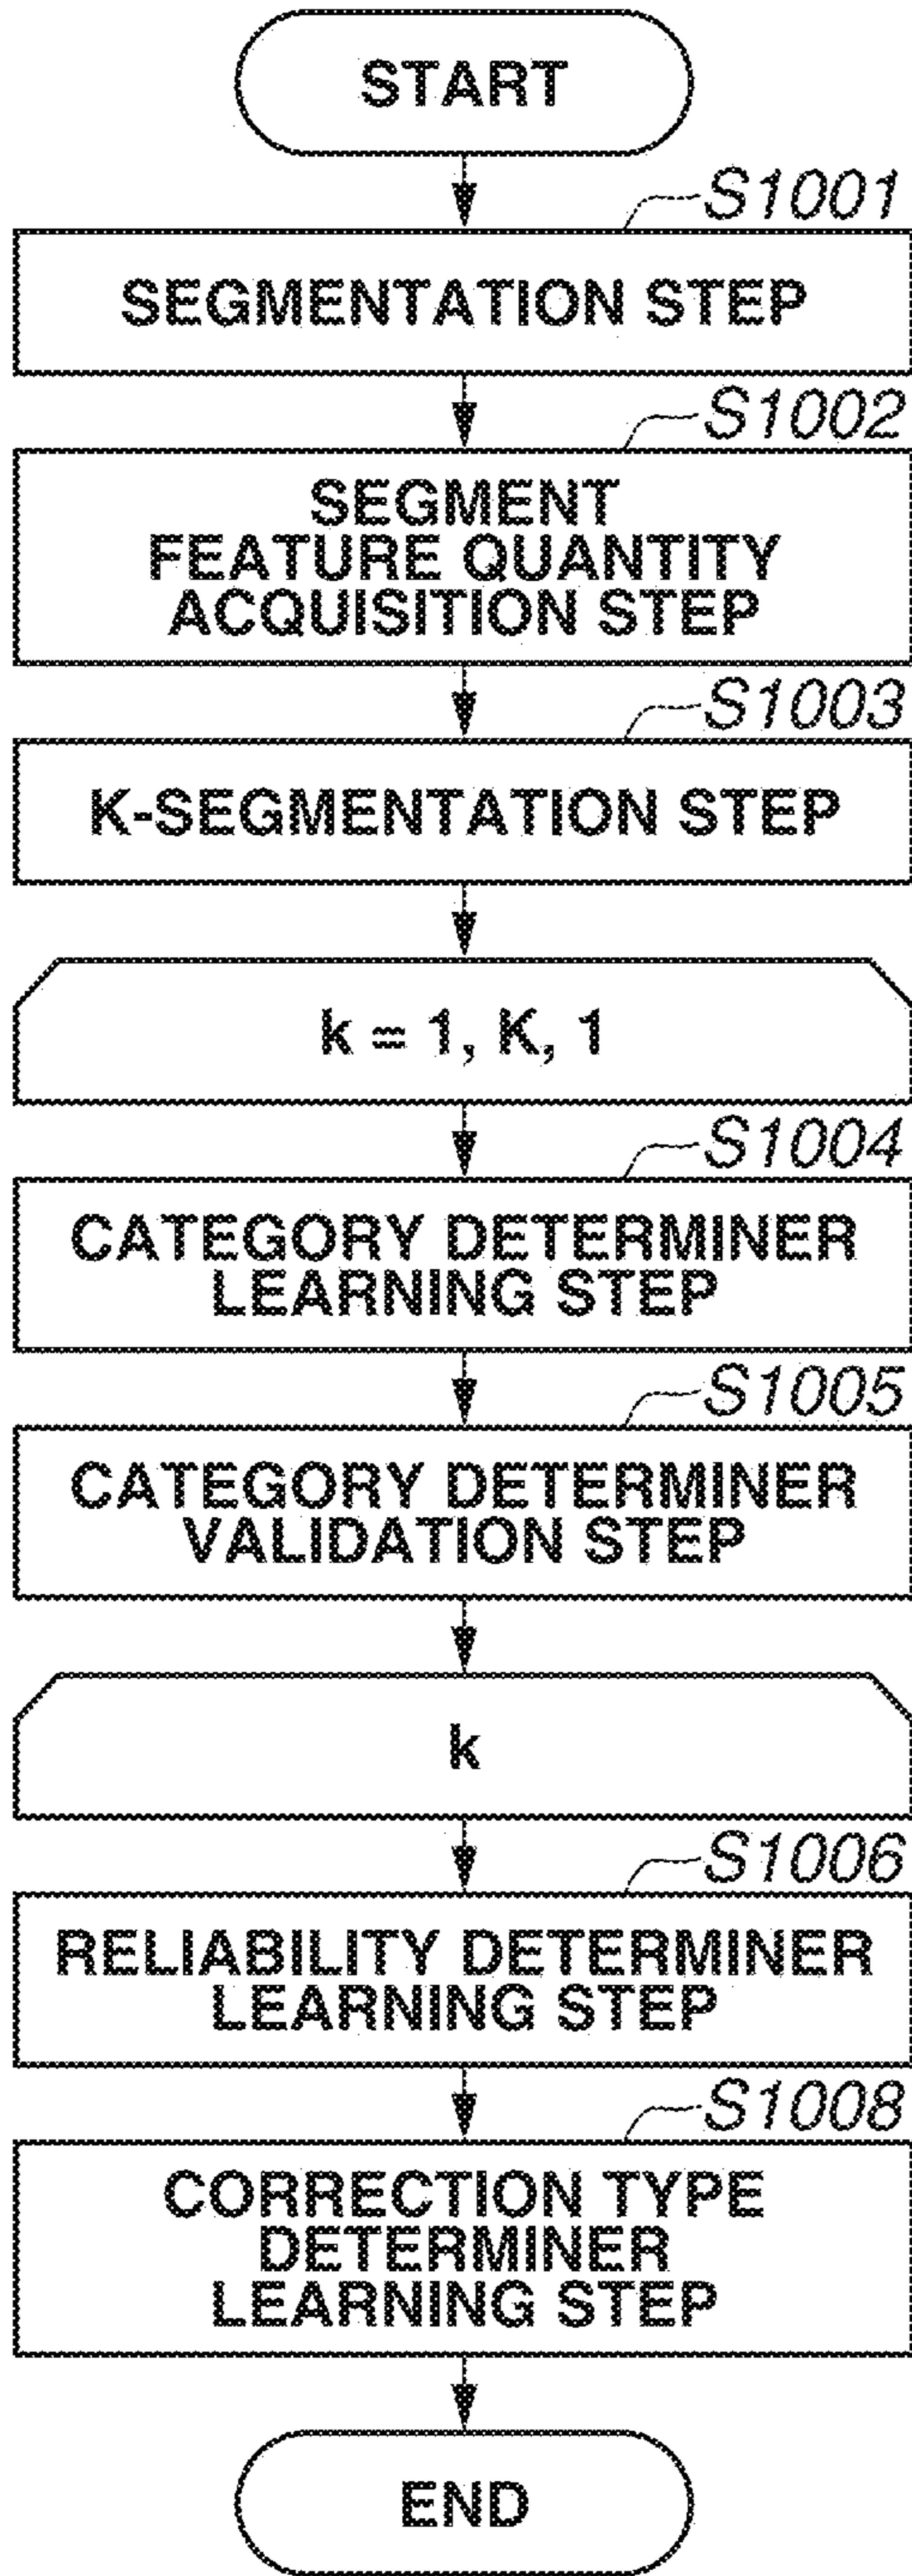 START
S1001
SEGMENTATION STEP
S1002
SEGMENT
FEATURE QUANTITY
ACQUISITION STEP
S1003
K-SEGMENTATION STEP
k = 1, K, 1
S1004
CATEGORY DETERMINER
LEARNING STEP
S1005
CATEGORY DETERMINER
VALIDATION STEP
k
S1006
RELIABILITY DETERMINER
LEARNING STEP
S1008
CORRECTION TYPE
DETERMINER
LEARNING STEP
END